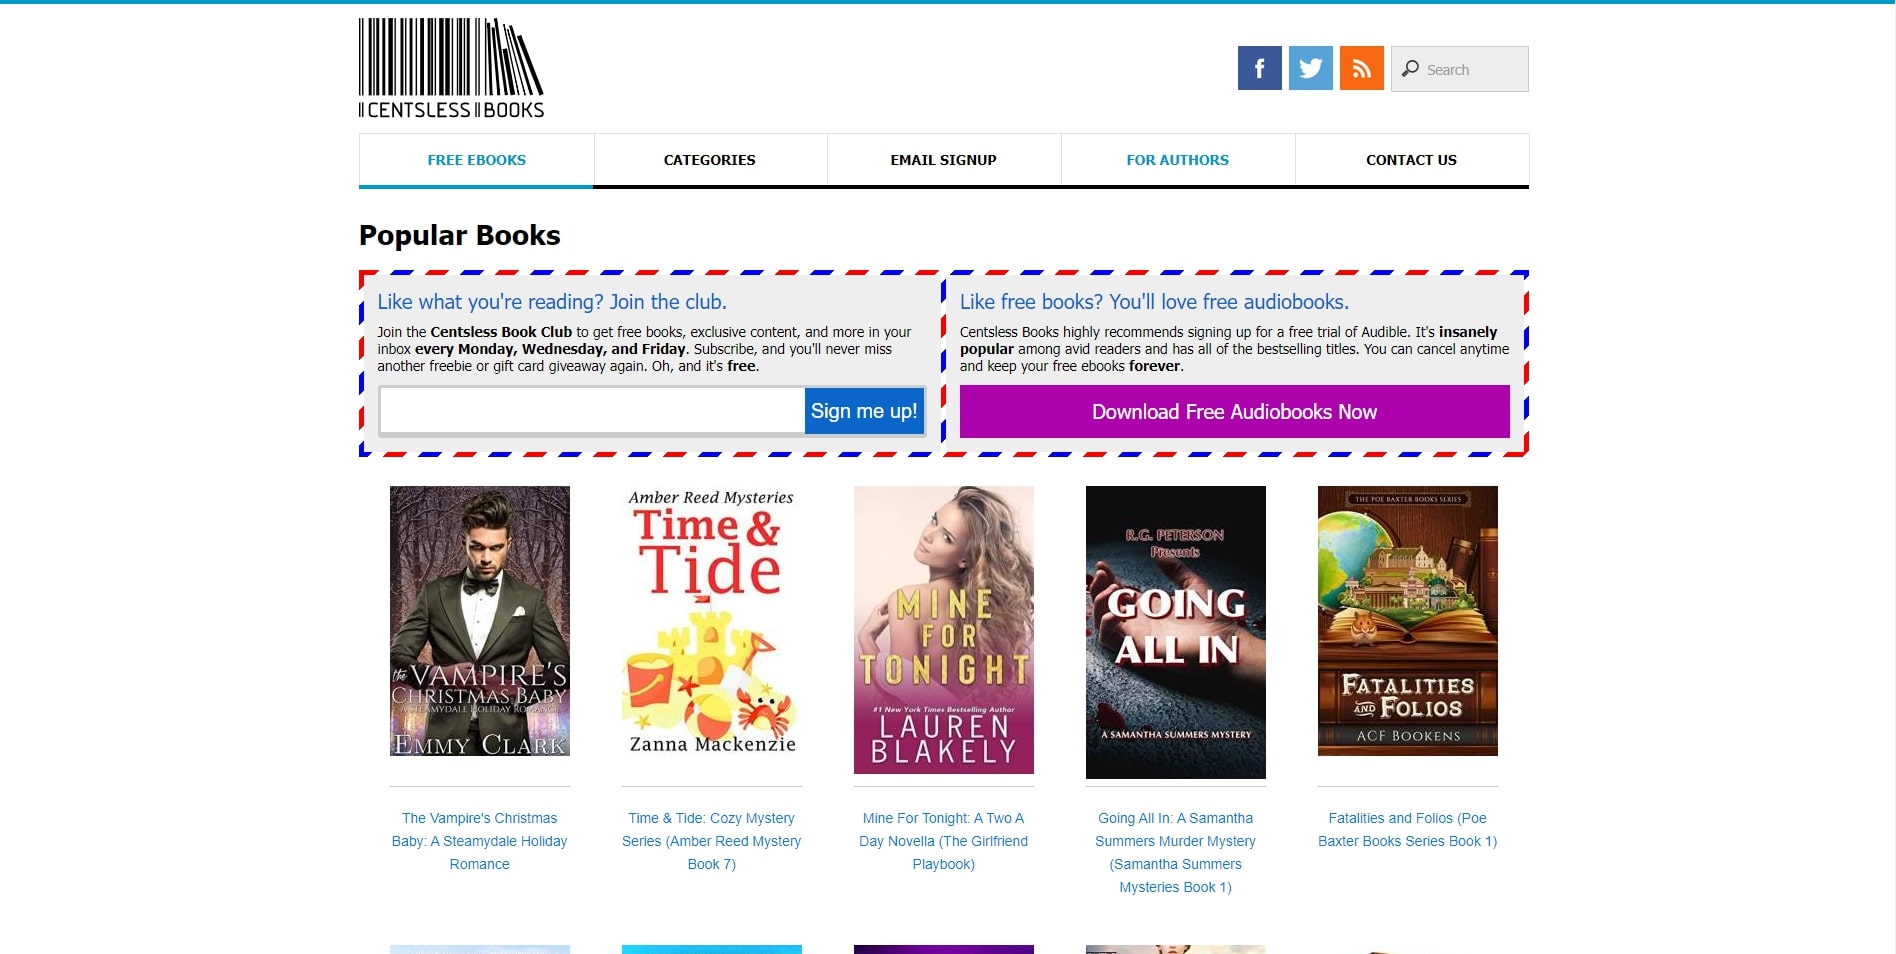 CENTSLESS BOOKS
Search
FREE EBOOKS
CATEGORIES
EMAIL SIGNUP
FOR AUTHORS
CONTACT US
Popular Books
Like what you're reading? Join the club.
Join the Centsless Book Club to get free books, exclusive content, and more in your
inbox every Monday, Wednesday, and Friday. Subscribe, and you'll never miss
another freebie or gift card giveaway again. Oh, and it's free.
Sign me up!
Like free books? You'll love free audiobooks.
Centsless Books highly recommends signing up for a free trial of Audible. It's insanely
popular among avid readers and has all of the bestselling titles. You can cancel anytime
and keep your free ebooks forever.
Download Free Audiobooks Now
the VAMPIRE'S
CHRISTMAS BABY
A STEAMYDALE HOLIDAY ROMANCE
EMMY CLARK
Amber Reed Mysteries
Time &
Tide
Zanna Mackenzie
MINE
FOR
TONIGHT
#1 New York Times Bestselling Author
LAUREN
BLAKELY
R.G. PETERSON
Presents
GOING
ALL IN
A SAMANTHA SUMMERS MYSTERY
THE POE BAXTER BOOKS SERIES
FATALITIES
AND FOLIOS
ACF BOOKENS
The Vampire's Christmas
Baby: A Steamydale Holiday
Romance
Time & Tide: Cozy Mystery
Series (Amber Reed Mystery
Book 7)
Mine For Tonight: A Two A
Day Novella (The Girlfriend
Playbook)
Going All In: A Samantha
Summers Murder Mystery
(Samantha Summers
Mysteries Book 1)
Fatalities and Folios (Poe
Baxter Books Series Book 1)